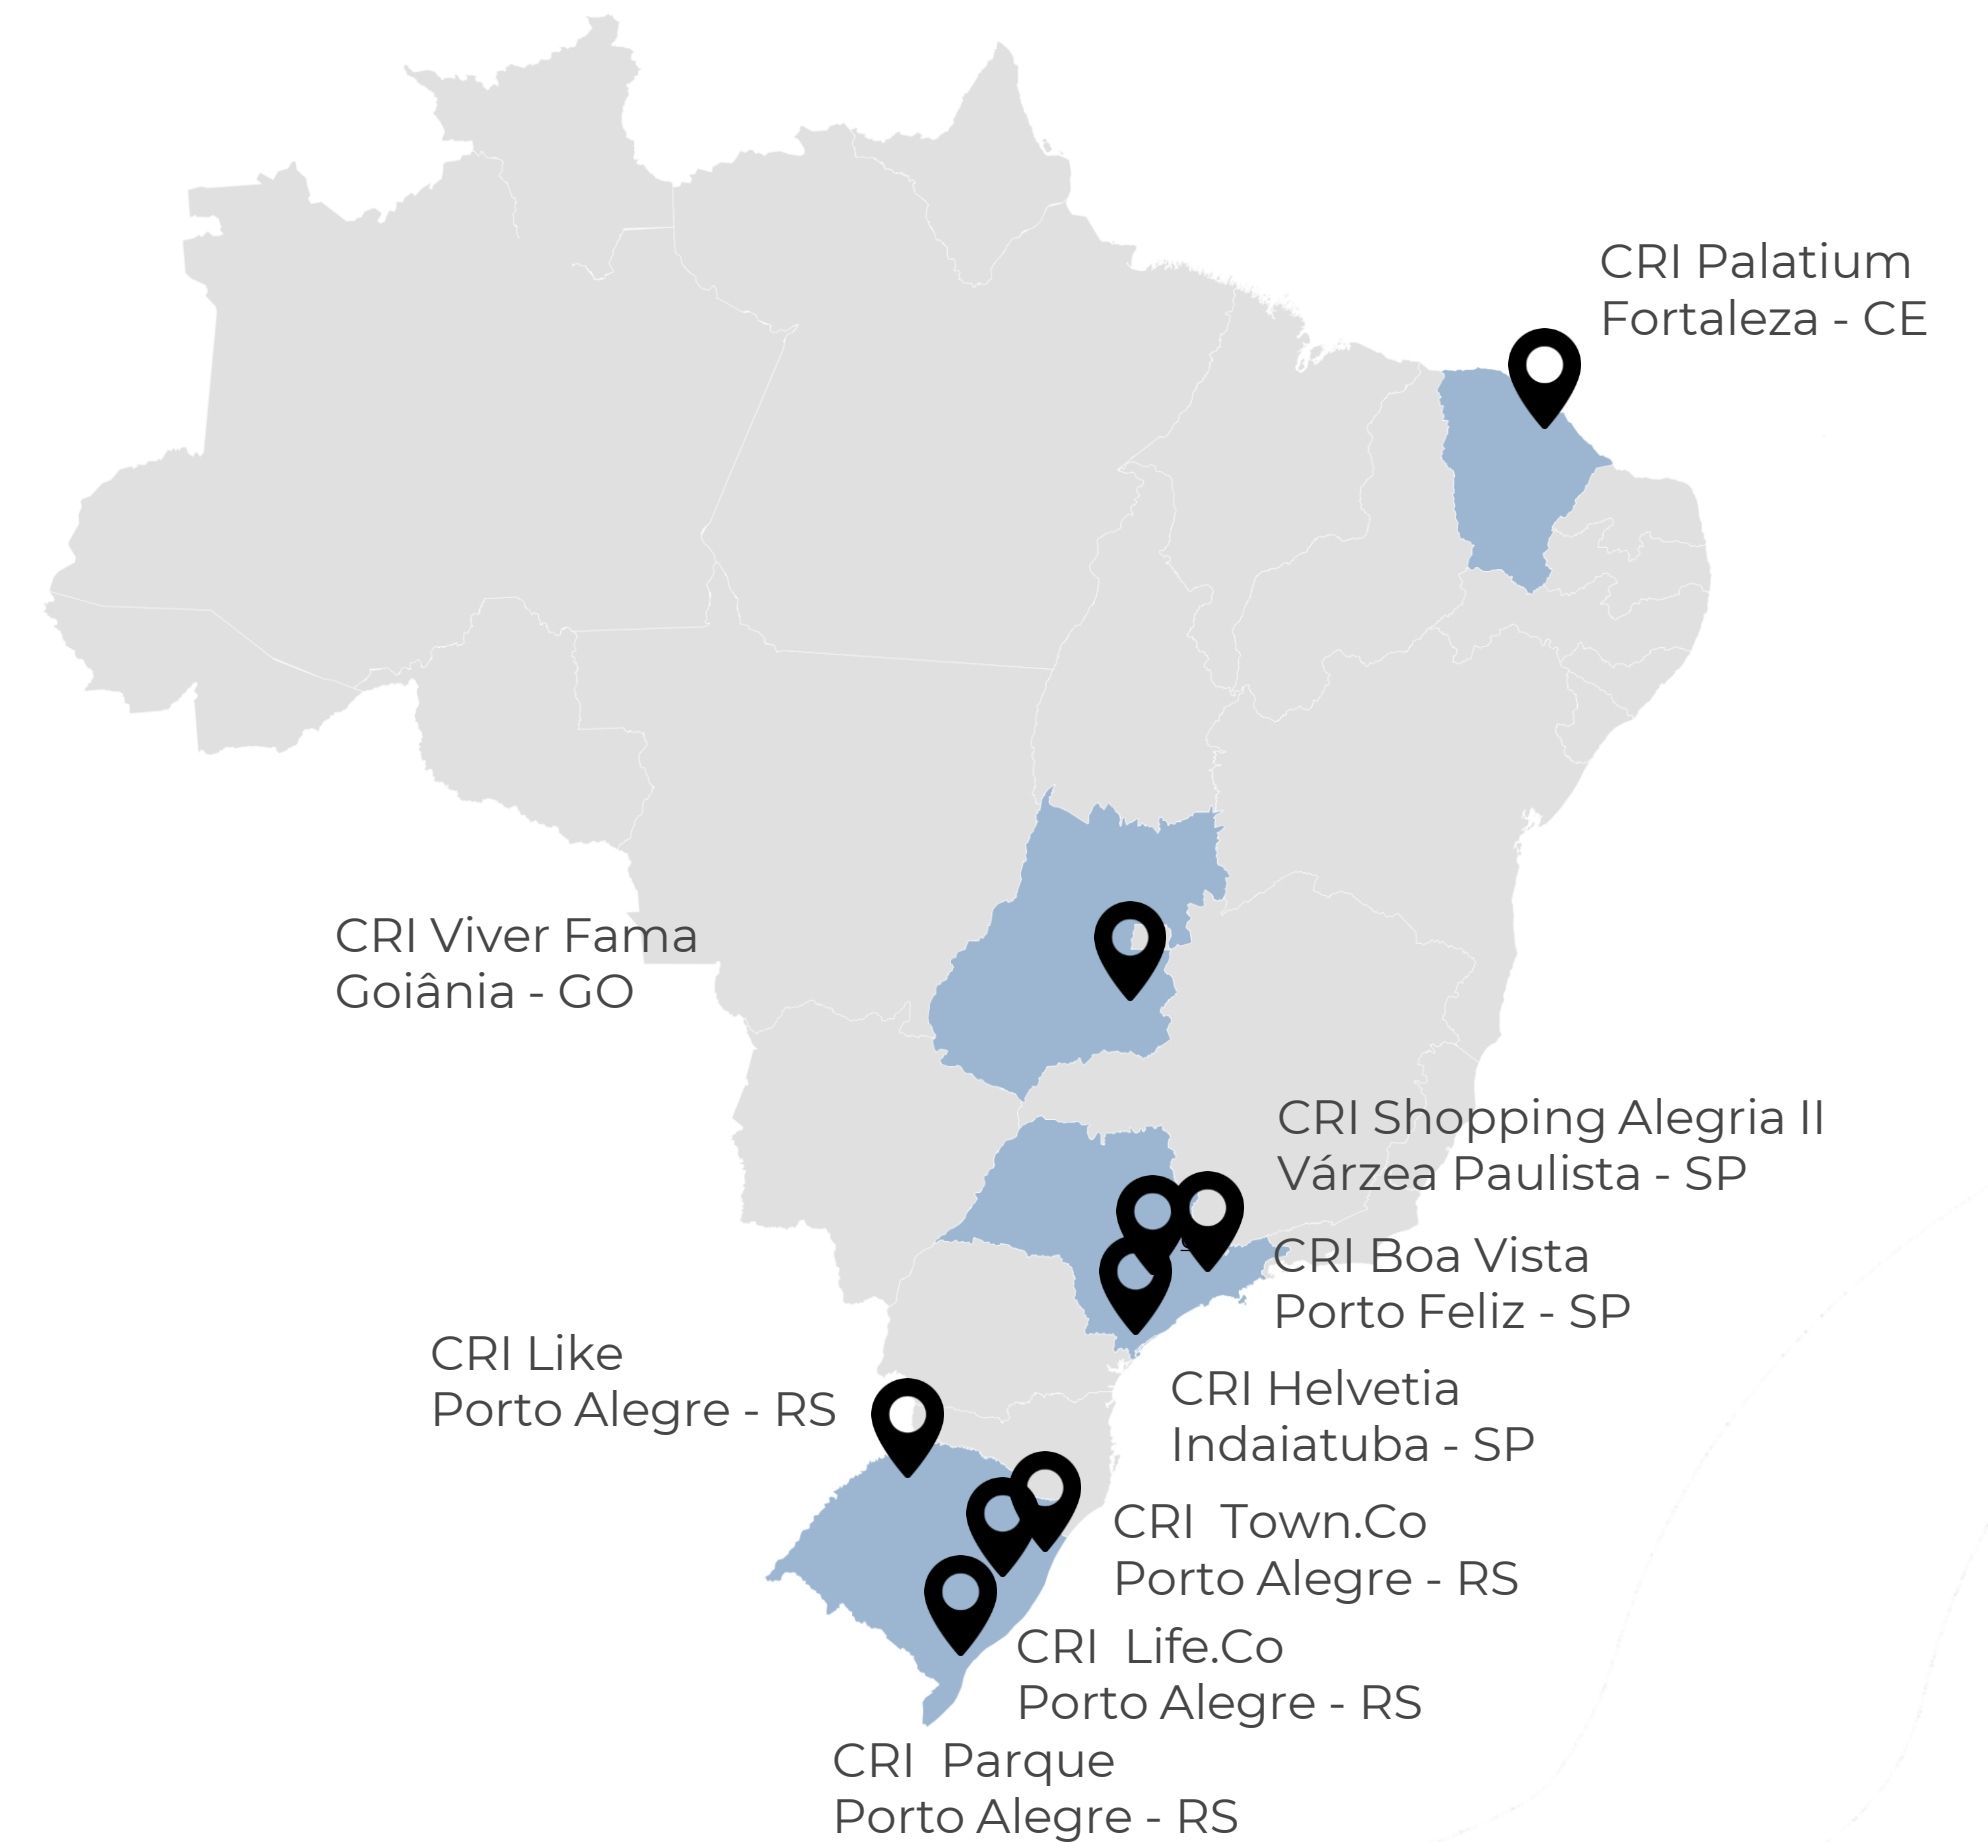 CRI Palatium
Fortaleza - CE
CRI Viver Fama
Goiânia - GO
CRI Shopping Alegria II
Várzea Paulista - SP
CRI Boa Vista
Porto Feliz - SP
CRI Like
Porto Alegre - RS
CRI Helvetia
Indaiatuba - SP
CRI Town.Co
Porto Alegre - RS
CRI Life.Co
Porto Alegre - RS
CRI Parque
Porto Alegre - RS